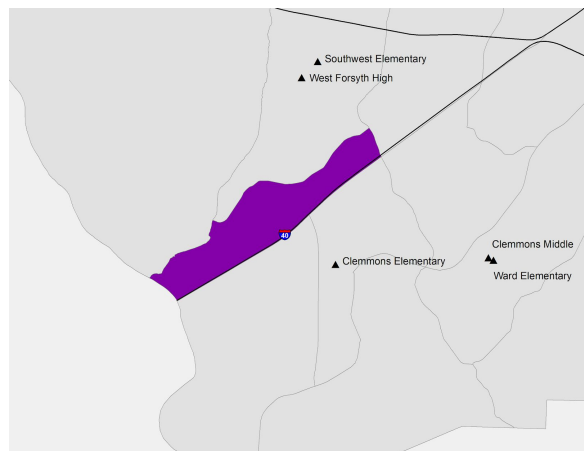 Southwest Elementary
West Forsyth High
40
Clemmons Middle
Clemmons Elementary
Ward Elementary